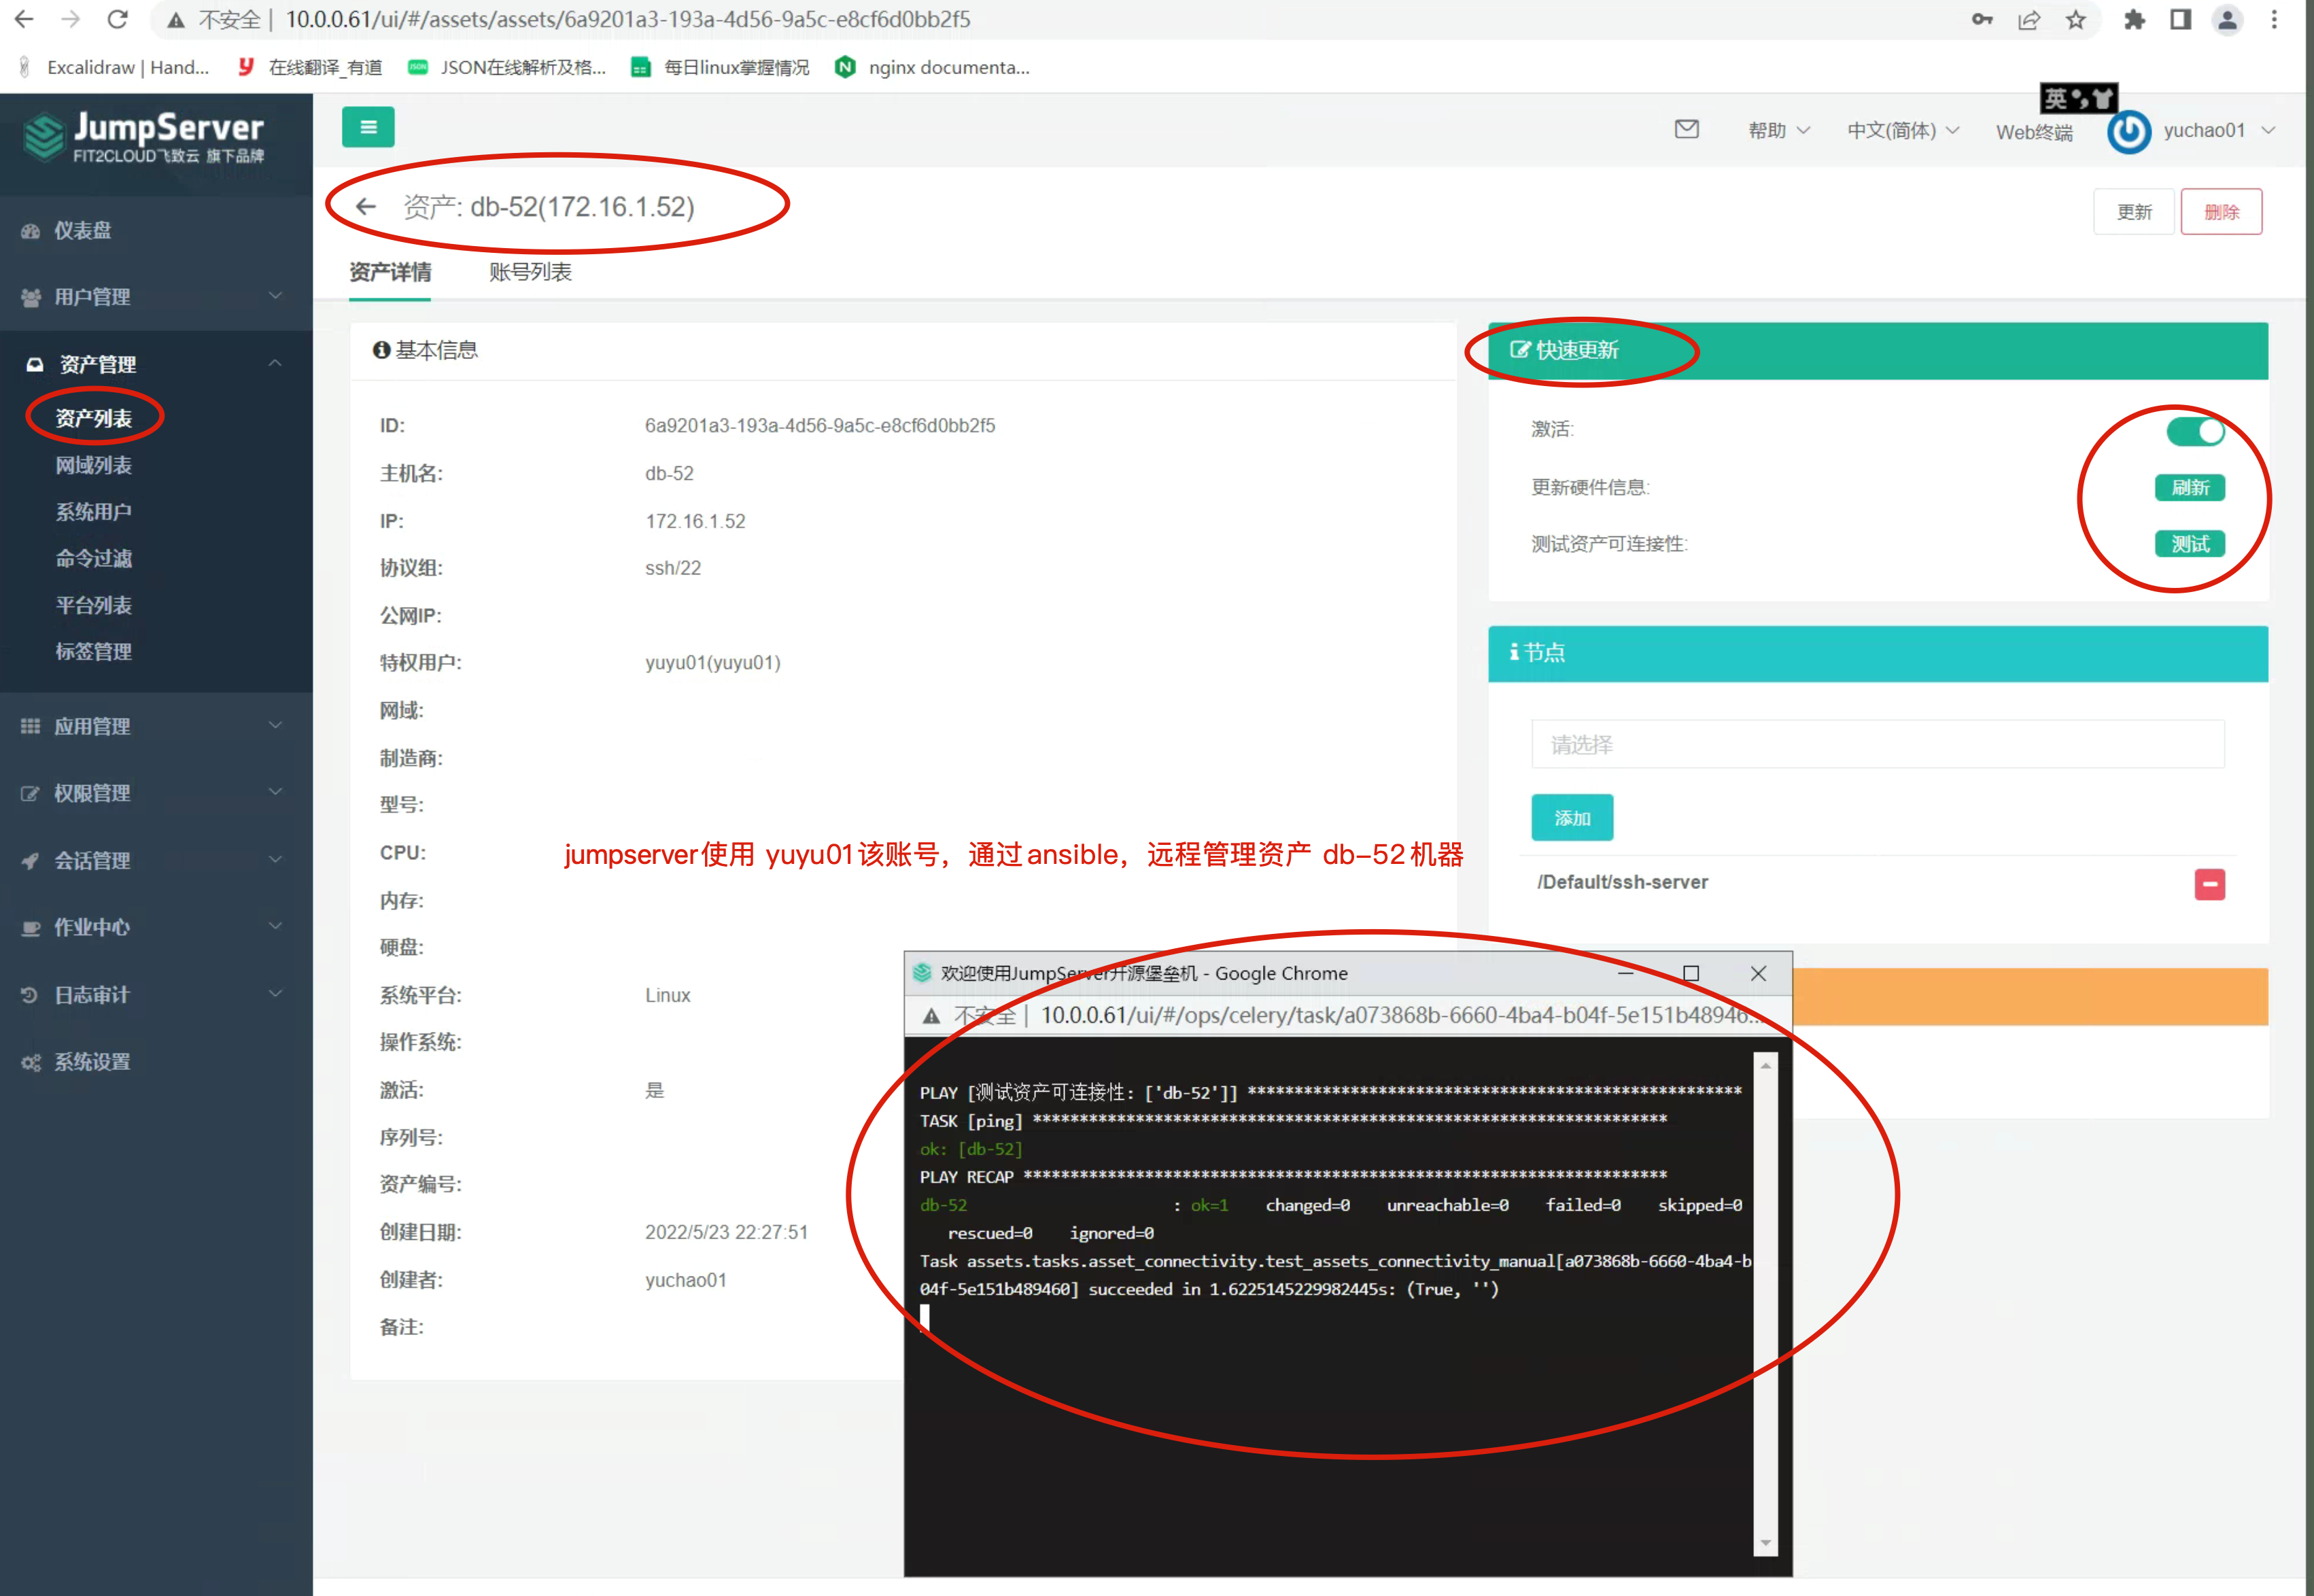 不安全 | 10.0.0.61/ui/#/assets/assets/6a9201a3-193a-4d56-9a5c-e8cf6d0bb2f5
Excalidraw | Hand...
在线翻译_有道
JSON在线解析及格...
每日linux掌握情况
nginx documenta...
JumpServer
FIT2CLOUD飞致云 旗下品牌
英
帮助
中文(简体)
Web终端
yuchao01
资产: db-52(172.16.1.52)
更新
删除
资产详情
账号列表
仪表盘
用户管理
资产管理
资产列表
网域列表
系统用户
命令过滤
平台列表
标签管理
应用管理
权限管理
会话管理
作业中心
日志审计
系统设置
基本信息
ID: 6a9201a3-193a-4d56-9a5c-e8cf6d0bb2f5
主机名: db-52
IP: 172.16.1.52
协议组: ssh/22
公网IP:
特权用户: yuyu01(yuyu01)
网域:
制造商:
型号:
CPU:
jumpserver使用 yuyu01该账号，通过ansible，远程管理资产 db-52机器
内存:
硬盘:
系统平台: Linux
操作系统:
激活: 是
序列号:
资产编号:
创建日期: 2022/5/23 22:27:51
创建者: yuchao01
备注:
快速更新
激活:
更新硬件信息: 刷新
测试资产可连接性: 测试
节点
请选择
添加
/Default/ssh-server
欢迎使用JumpServer开源堡垒机 - Google Chrome
不安全 | 10.0.0.61/ui/#/ops/celery/task/a073868b-6660-4ba4-b04f-5e151b48946...
PLAY [测试资产可连接性: ['db-52']] *****************************************************
TASK [ping] ********************************************************************
ok: [db-52]
PLAY RECAP *********************************************************************
db-52 : ok=1 changed=0 unreachable=0 failed=0 skipped=0
rescued=0 ignored=0
Task assets.tasks.asset_connectivity.test_assets_connectivity_manual[a073868b-6660-4ba4-b
04f-5e151b489460] succeeded in 1.6225145229982445s: (True, '')